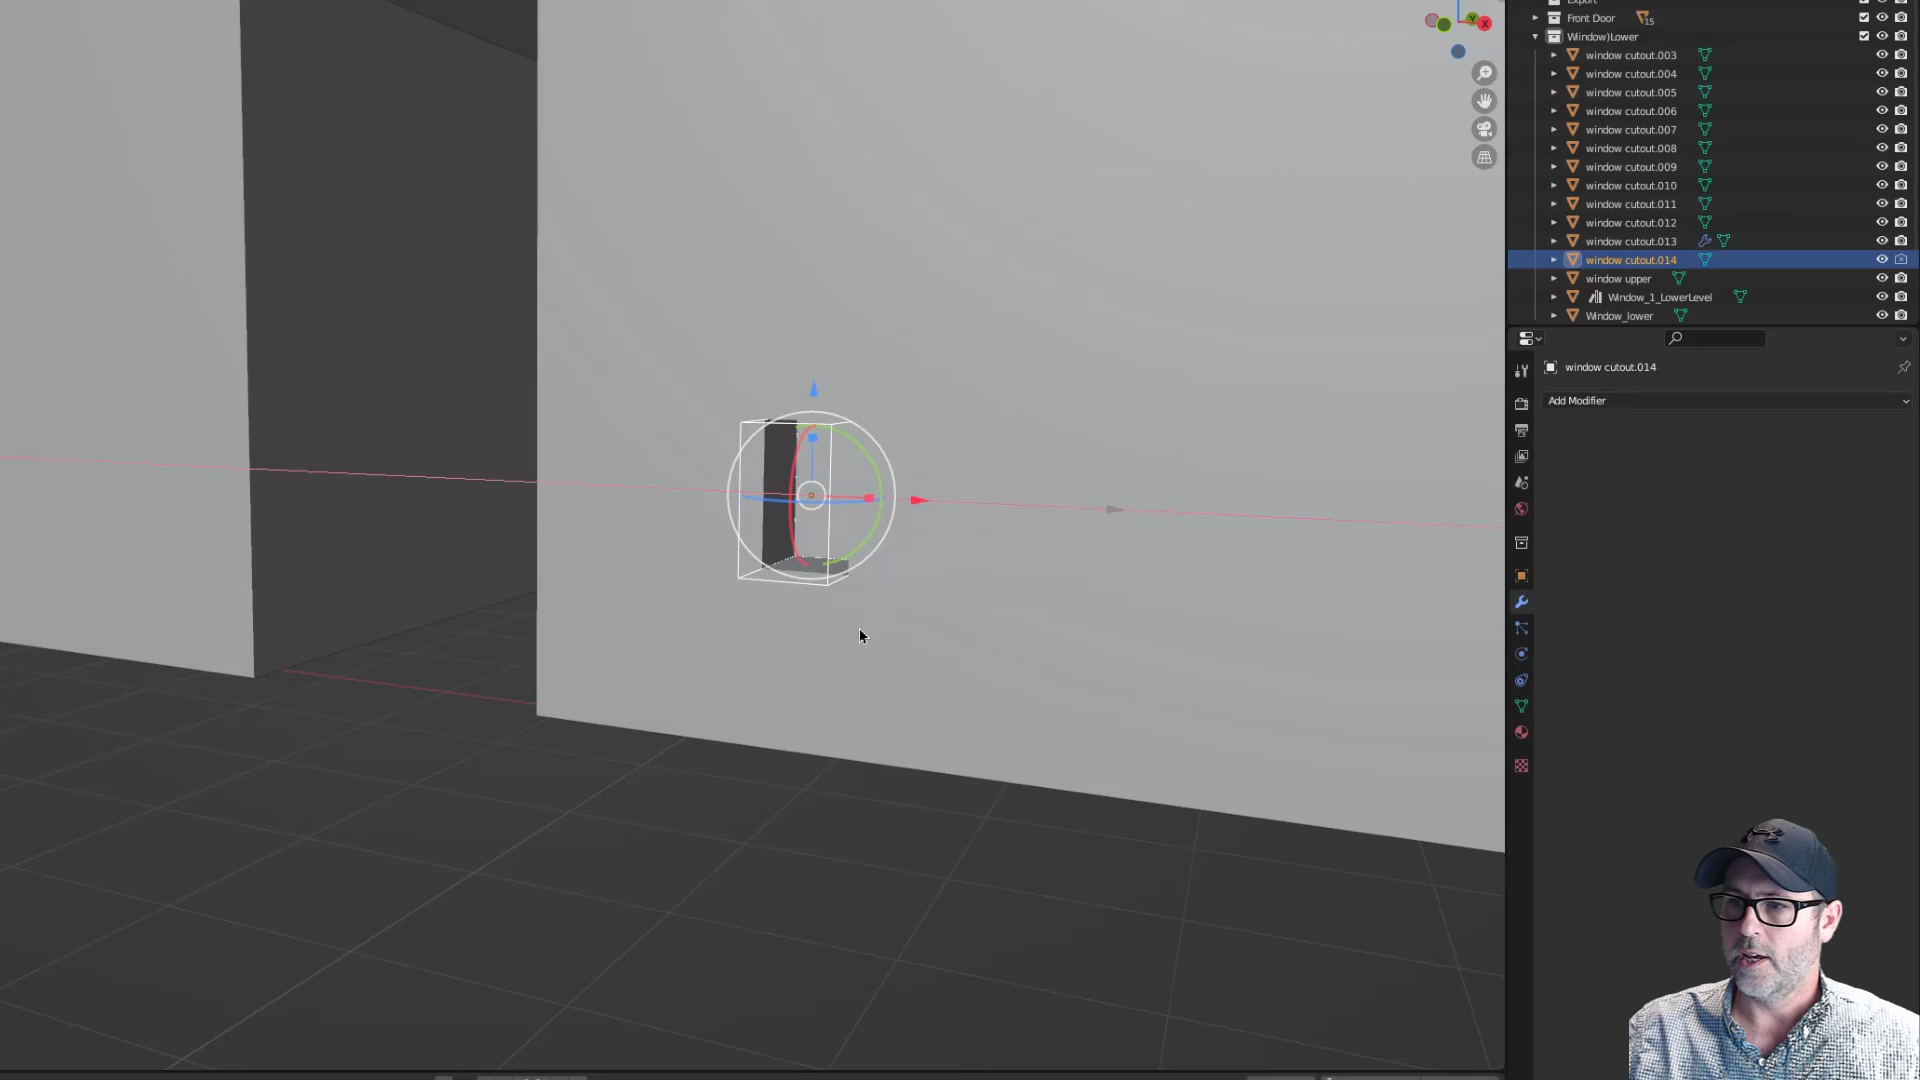 Export
Front Door 15
Window)Lower
window cutout.003
window cutout.004
window cutout.005
window cutout.006
window cutout.007
window cutout.008
window cutout.009
window cutout.010
window cutout.011
window cutout.012
window cutout.013
window cutout.014
window upper
Window_1_LowerLevel
Window_lower
window cutout.014
Add Modifier
Y
X